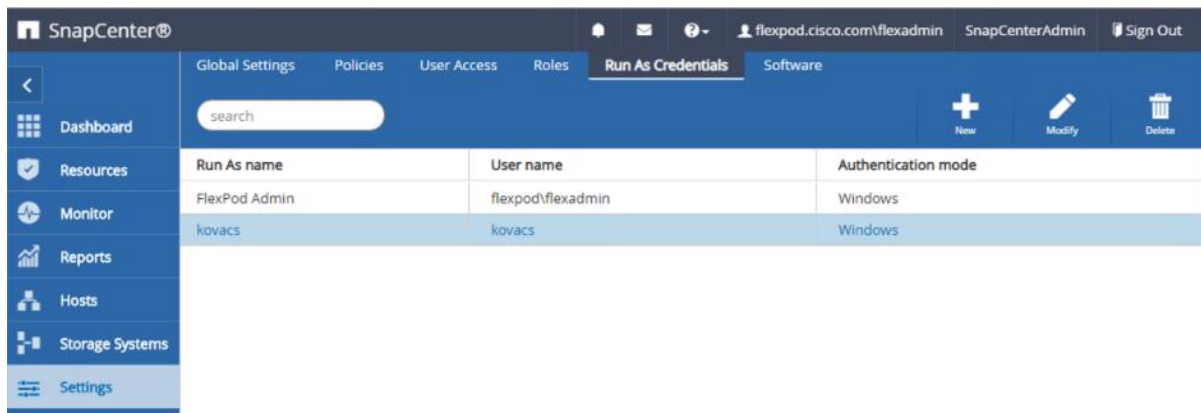 SnapCenter®
flexpod.cisco.com\flexadmin SnapCenterAdmin Sign Out
Global Settings Policies User Access Roles Run As Credentials Software
search
New Modify Delete
Dashboard
Resources
Monitor
Reports
Hosts
Storage Systems
Settings
Run As name User name Authentication mode
FlexPod Admin flexpod\flexadmin Windows
kovacs kovacs Windows